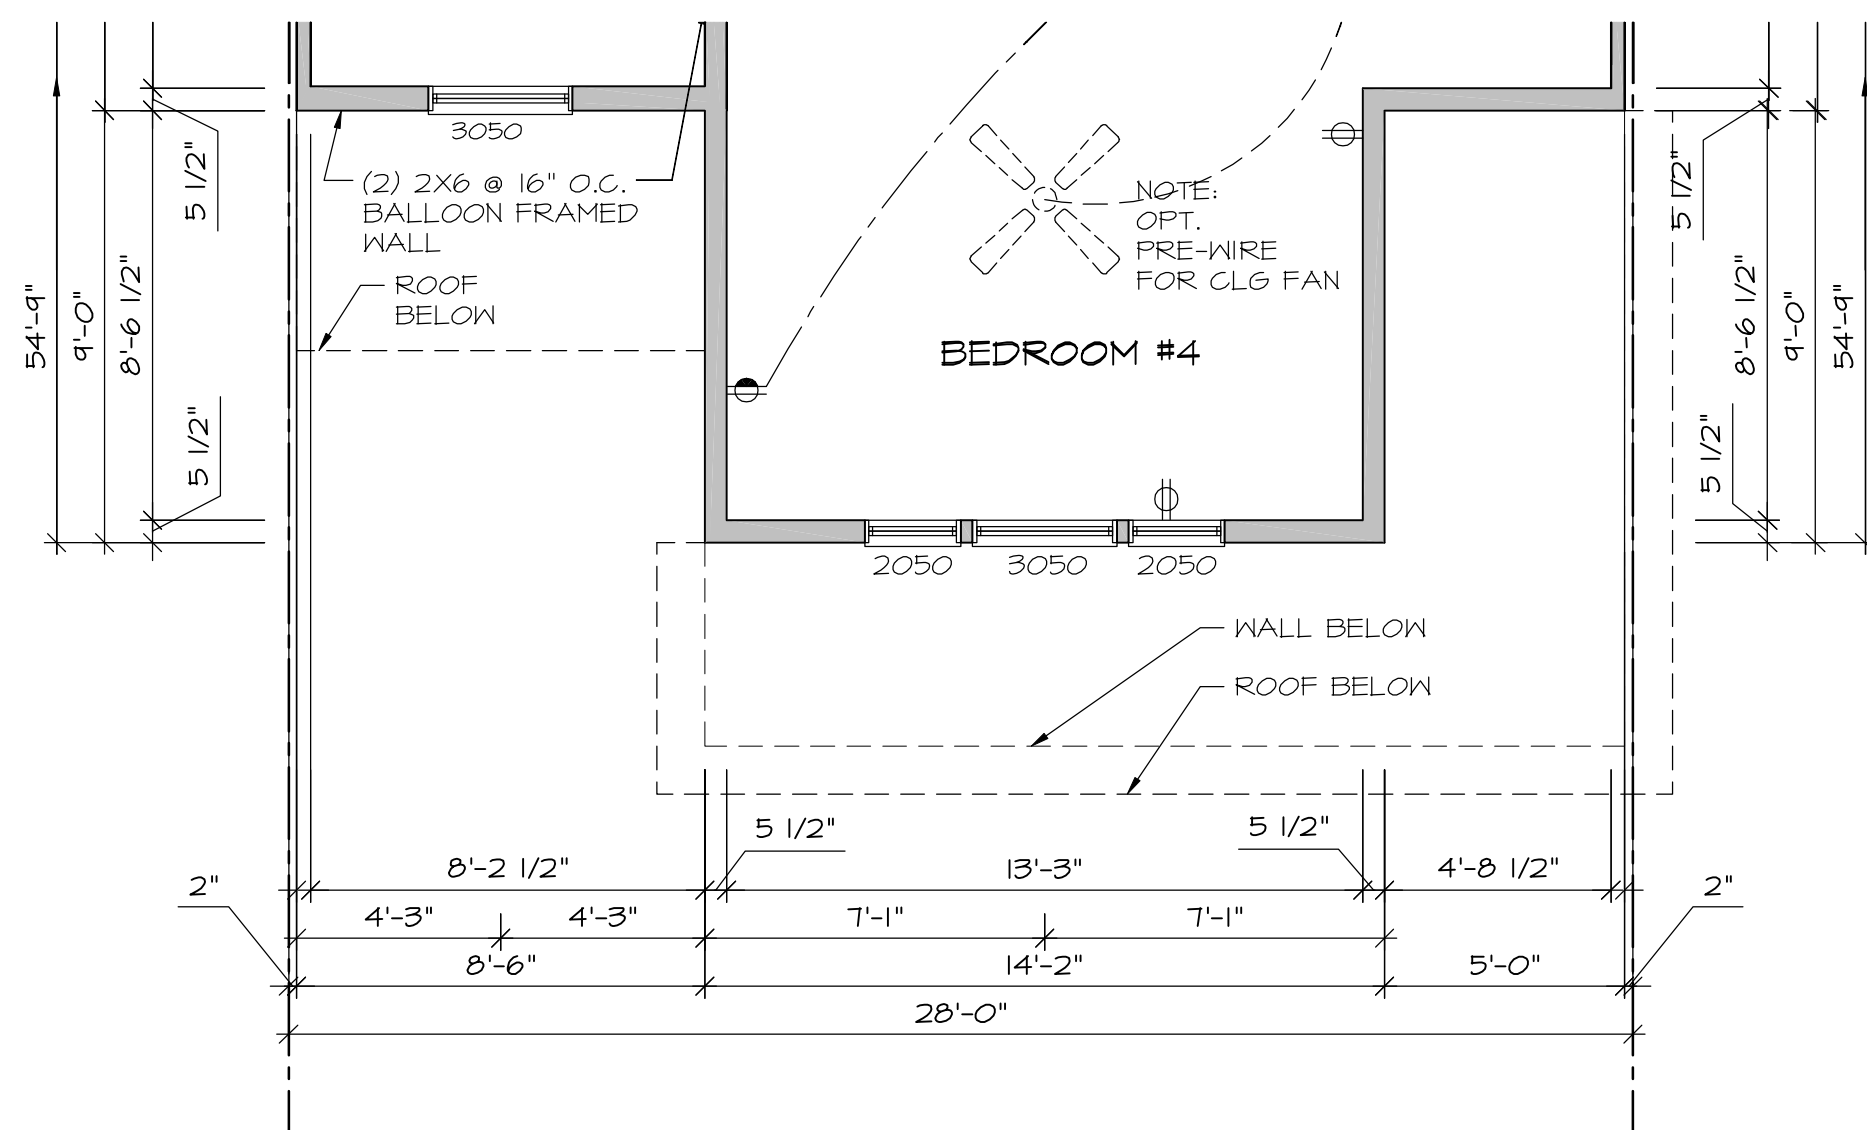 3050
5 1/2"
5 1/2"
(2) 2X6 @ 16" O.C.
BALLOON FRAMED
WALL
NOTE:
OPT.
PRE-WIRE
FOR CLG FAN
ROOF
BELOW
54'-9"
9'-0"
8'-6 1/2"
8'-6 1/2"
9'-0"
54'-9"
BEDROOM #4
5 1/2"
5 1/2"
2050
3050
2050
WALL BELOW
ROOF BELOW
5 1/2"
5 1/2"
8'-2 1/2"
13'-3"
4'-8 1/2"
2"
2"
4'-3"
4'-3"
7'-1"
7'-1"
8'-6"
14'-2"
5'-0"
28'-0"